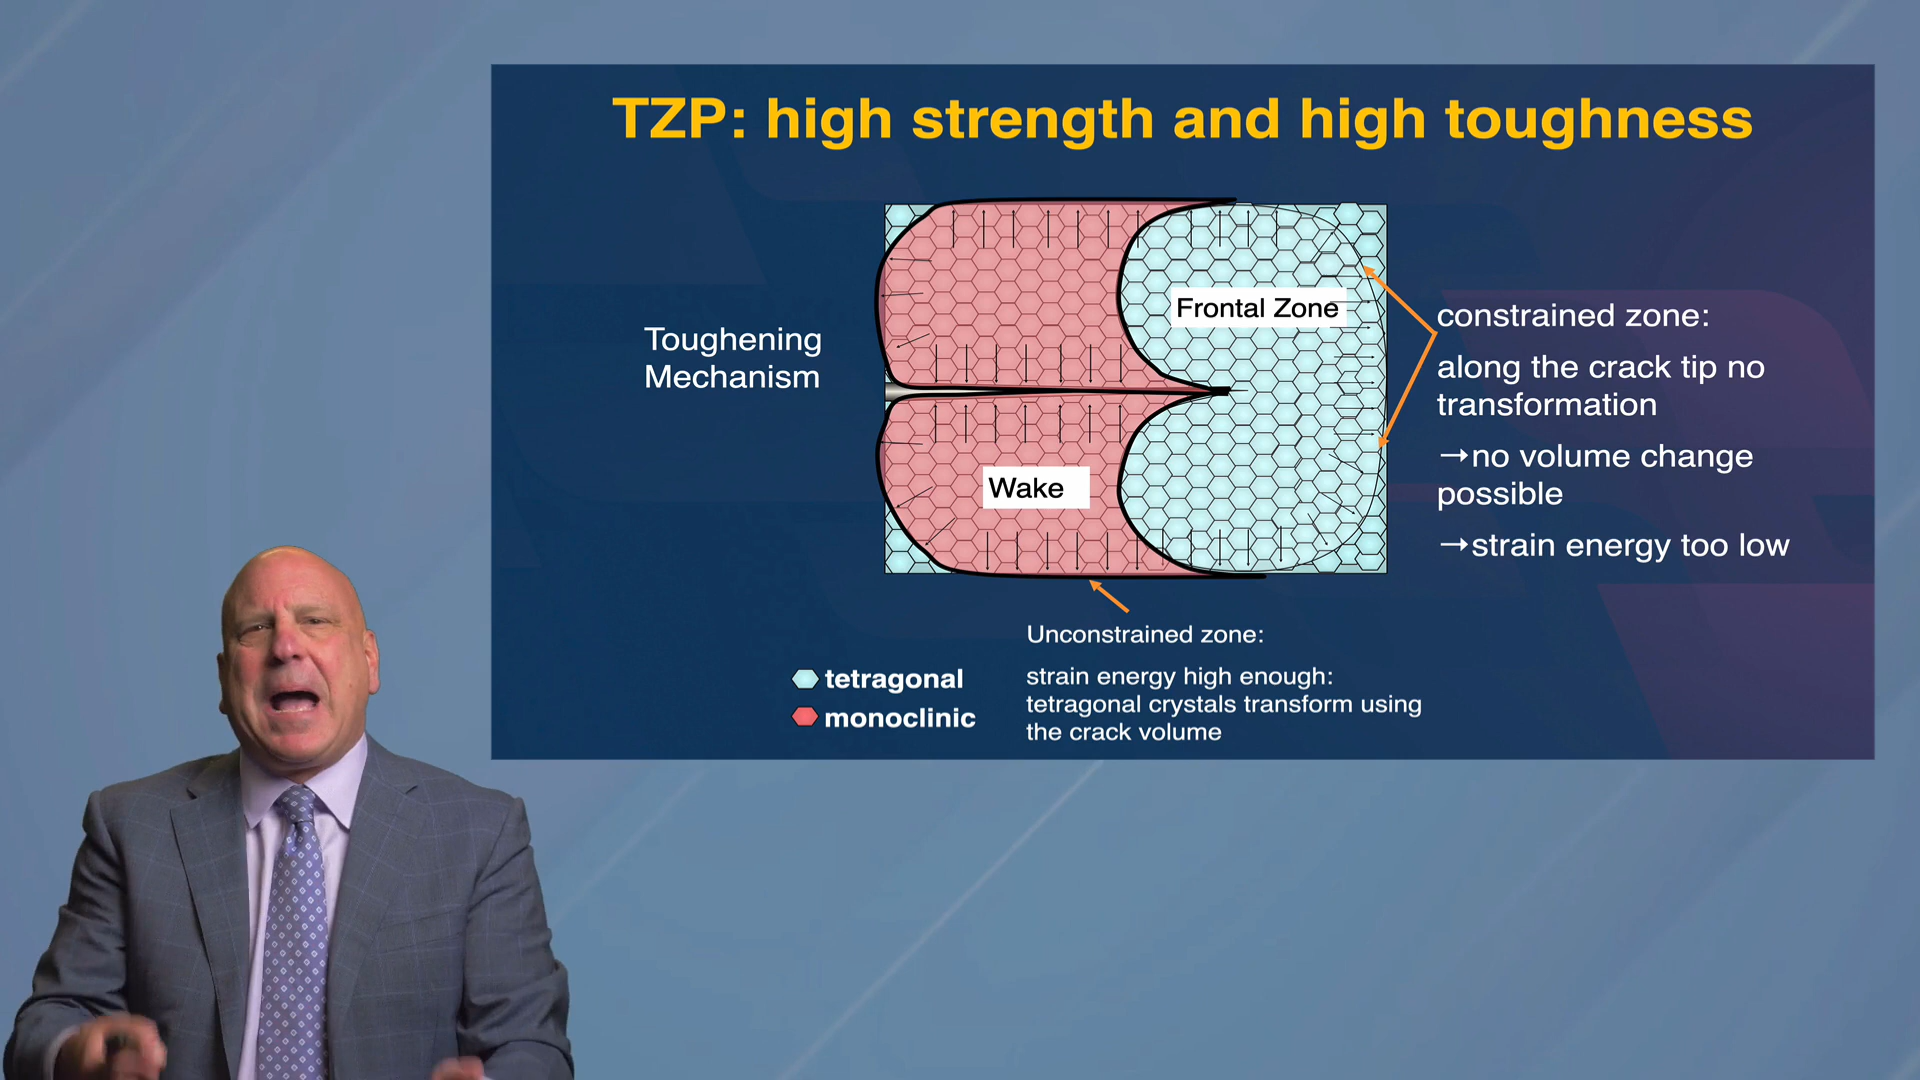 TZP: high strength and high toughness
Toughening
Mechanism
Frontal Zone
Wake
constrained zone:
along the crack tip no
transformation
→no volume change
possible
→strain energy too low
Unconstrained zone:
strain energy high enough:
tetragonal crystals transform using
the crack volume
tetragonal
monoclinic